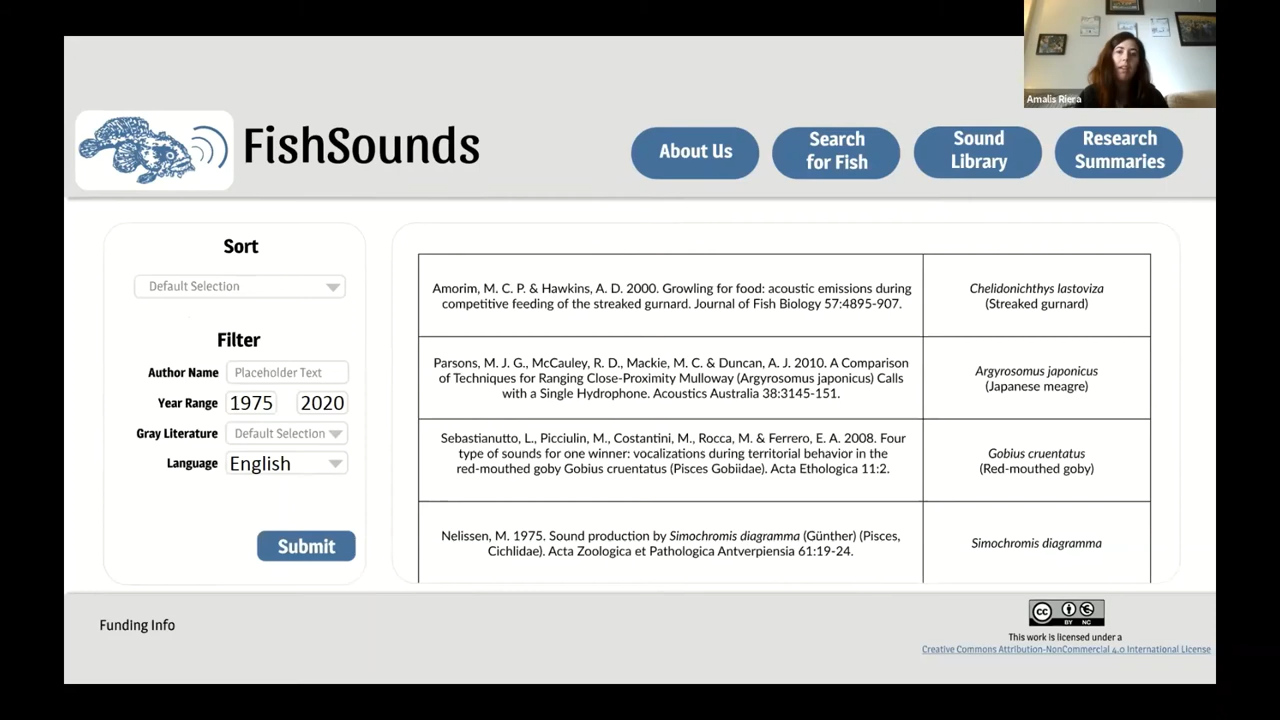 Amalis Riera
FishSounds
About Us
Search
for Fish
Sound
Library
Research
Summaries
Sort
Default Selection
Filter
Author Name Placeholder Text
Year Range 1975 2020
Gray Literature Default Selection
Language English
Submit
Amorim, M. C. P. & Hawkins, A. D. 2000. Growling for food: acoustic emissions during
competitive feeding of the streaked gurnard. Journal of Fish Biology 57:4895-907.
Chelidonichthys lastoviza
(Streaked gurnard)
Parsons, M. J. G., McCauley, R. D., Mackie, M. C. & Duncan, A. J. 2010. A Comparison
of Techniques for Ranging Close-Proximity Mulloway (Argyrosomus japonicus) Calls
with a Single Hydrophone. Acoustics Australia 38:3145-151.
Argyrosomus japonicus
(Japanese meagre)
Sebastianutto, L., Picciulin, M., Costantini, M., Rocca, M. & Ferrero, E. A. 2008. Four
type of sounds for one winner: vocalizations during territorial behavior in the
red-mouthed goby Gobius cruentatus (Pisces Gobiidae). Acta Ethologica 11:2.
Gobius cruentatus
(Red-mouthed goby)
Nelissen, M. 1975. Sound production by Simochromis diagramma (Günther) (Pisces,
Cichlidae). Acta Zoologica et Pathologica Antverpiensia 61:19-24.
Simochromis diagramma
Funding Info
cc BY NC
This work is licensed under a
Creative Commons Attribution-NonCommercial 4.0 International License